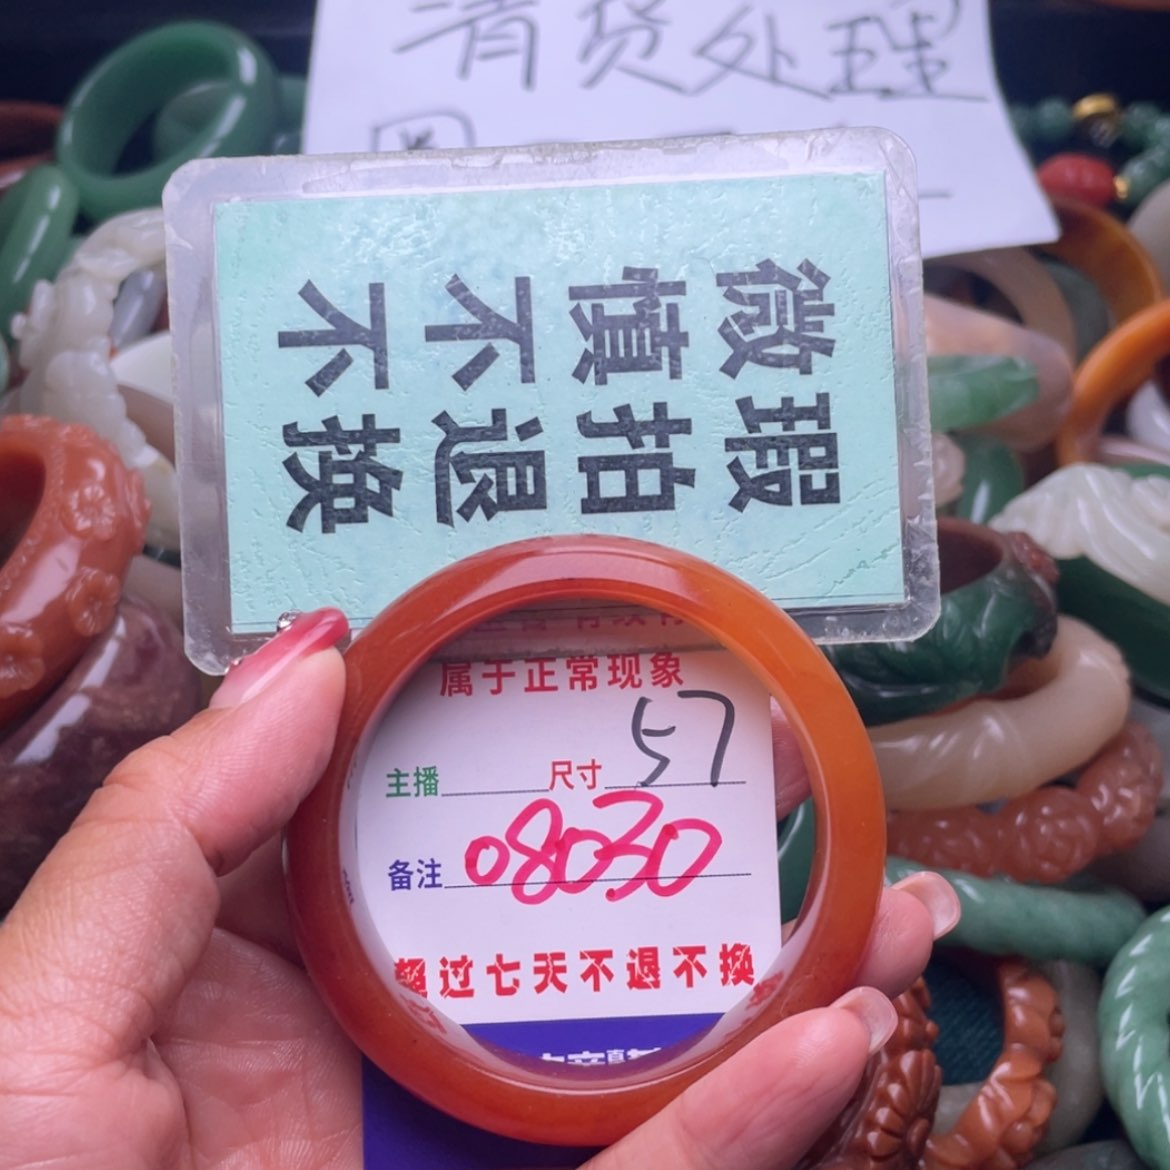 清货处理
微瑕
慎拍
不退
不换
属于正常现象
主播 尺寸 57
备注 08030
超过七天不退不换